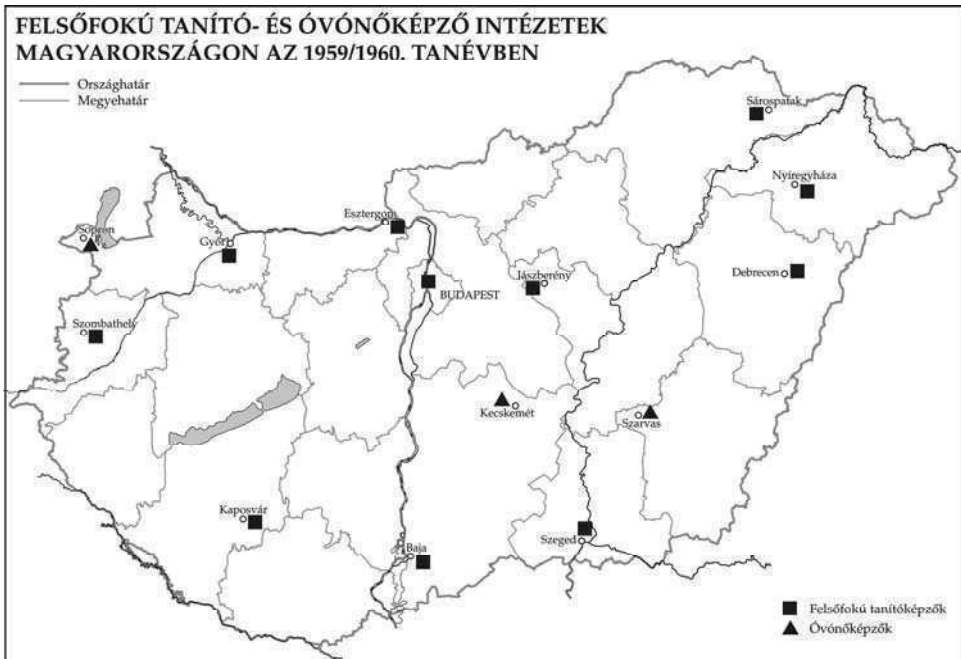 FELSŐFOKÚ TANÍTÓ- ÉS ÓVÓNŐKÉPZŐ INTÉZETEK
MAGYARORSZÁGON AZ 1959/1960. TANÉVBEN
Országhatár
Megyehatár
Sárospatak
Nyíregyháza
Esztergom
Sopron
Győr
Debrecen
Jászberény
BUDAPEST
Szombathely
Kecskemét
Szarvas
Kaposvár
Szeged
Baja
Felsőfokú tanítóképzők
Óvónőképzők